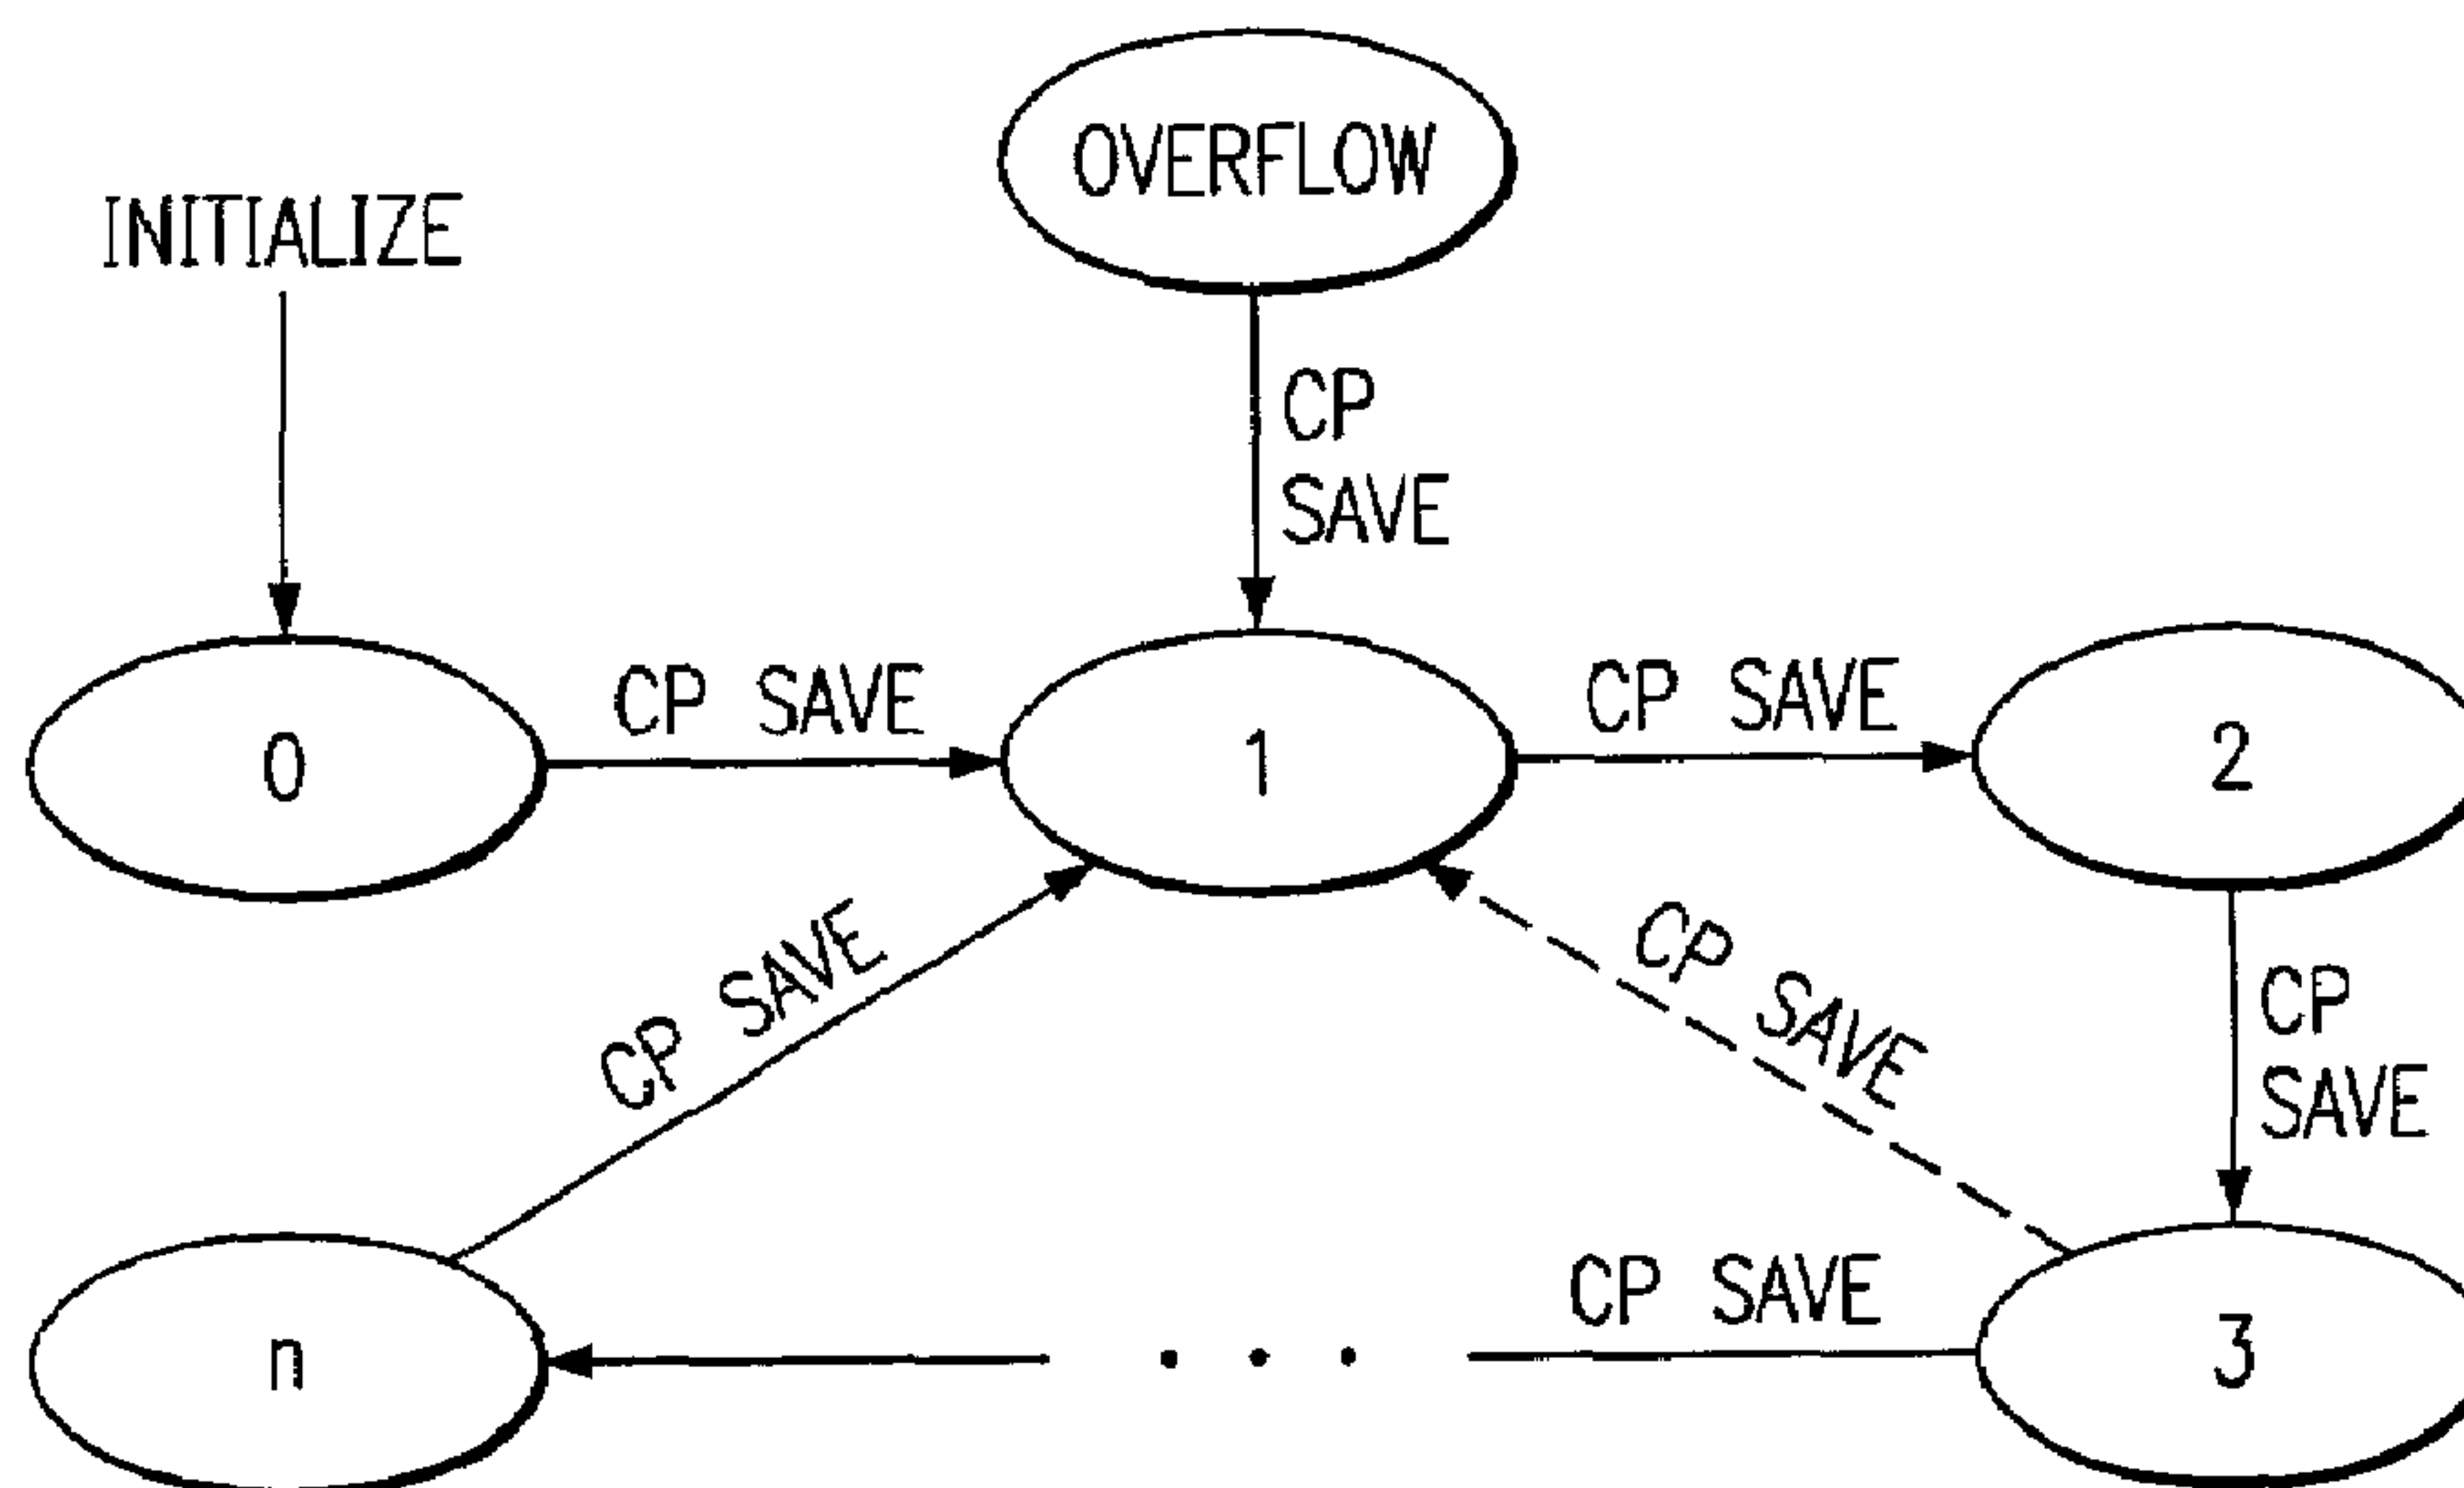 OVERFLOW
INITIALIZE
CP
SAVE
CP SAVE
CP SAVE
0
1
2
CP SAVE
CP SAVE
CP
SAVE
CP SAVE
n
. . .
3